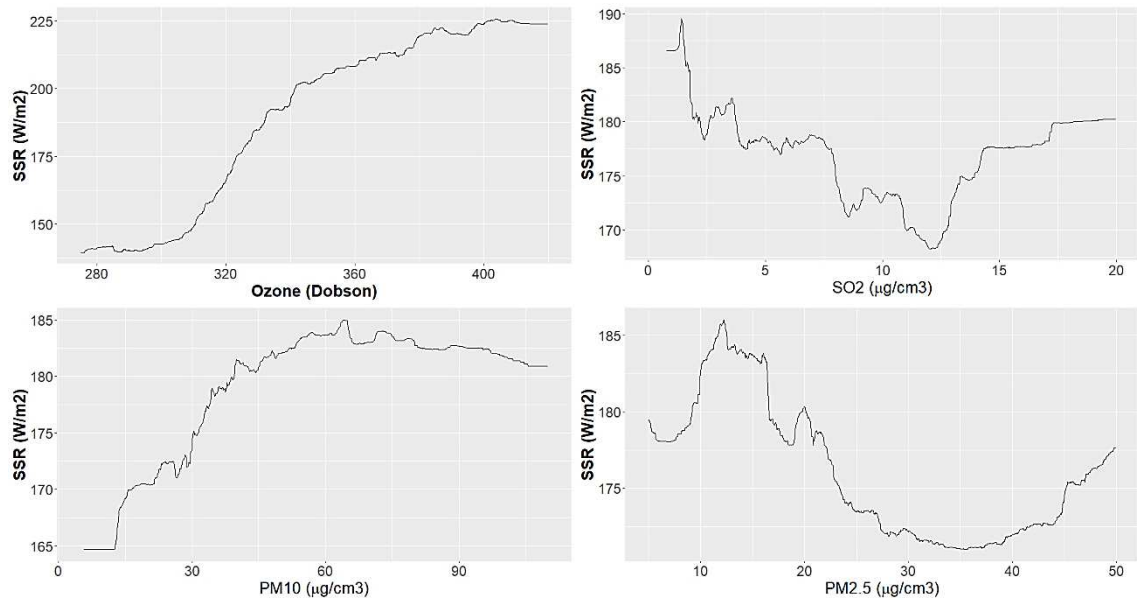 225
200
175
150
SSR (W/m2)
280 320 360 400
Ozone (Dobson)
190
185
180
175
170
SSR (W/m2)
0 5 10 15 20
SO2 (μg/cm3)
185
180
175
170
165
SSR (W/m2)
0 30 60 90
PM10 (μg/cm3)
185
180
175
SSR (W/m2)
10 20 30 40 50
PM2.5 (μg/cm3)